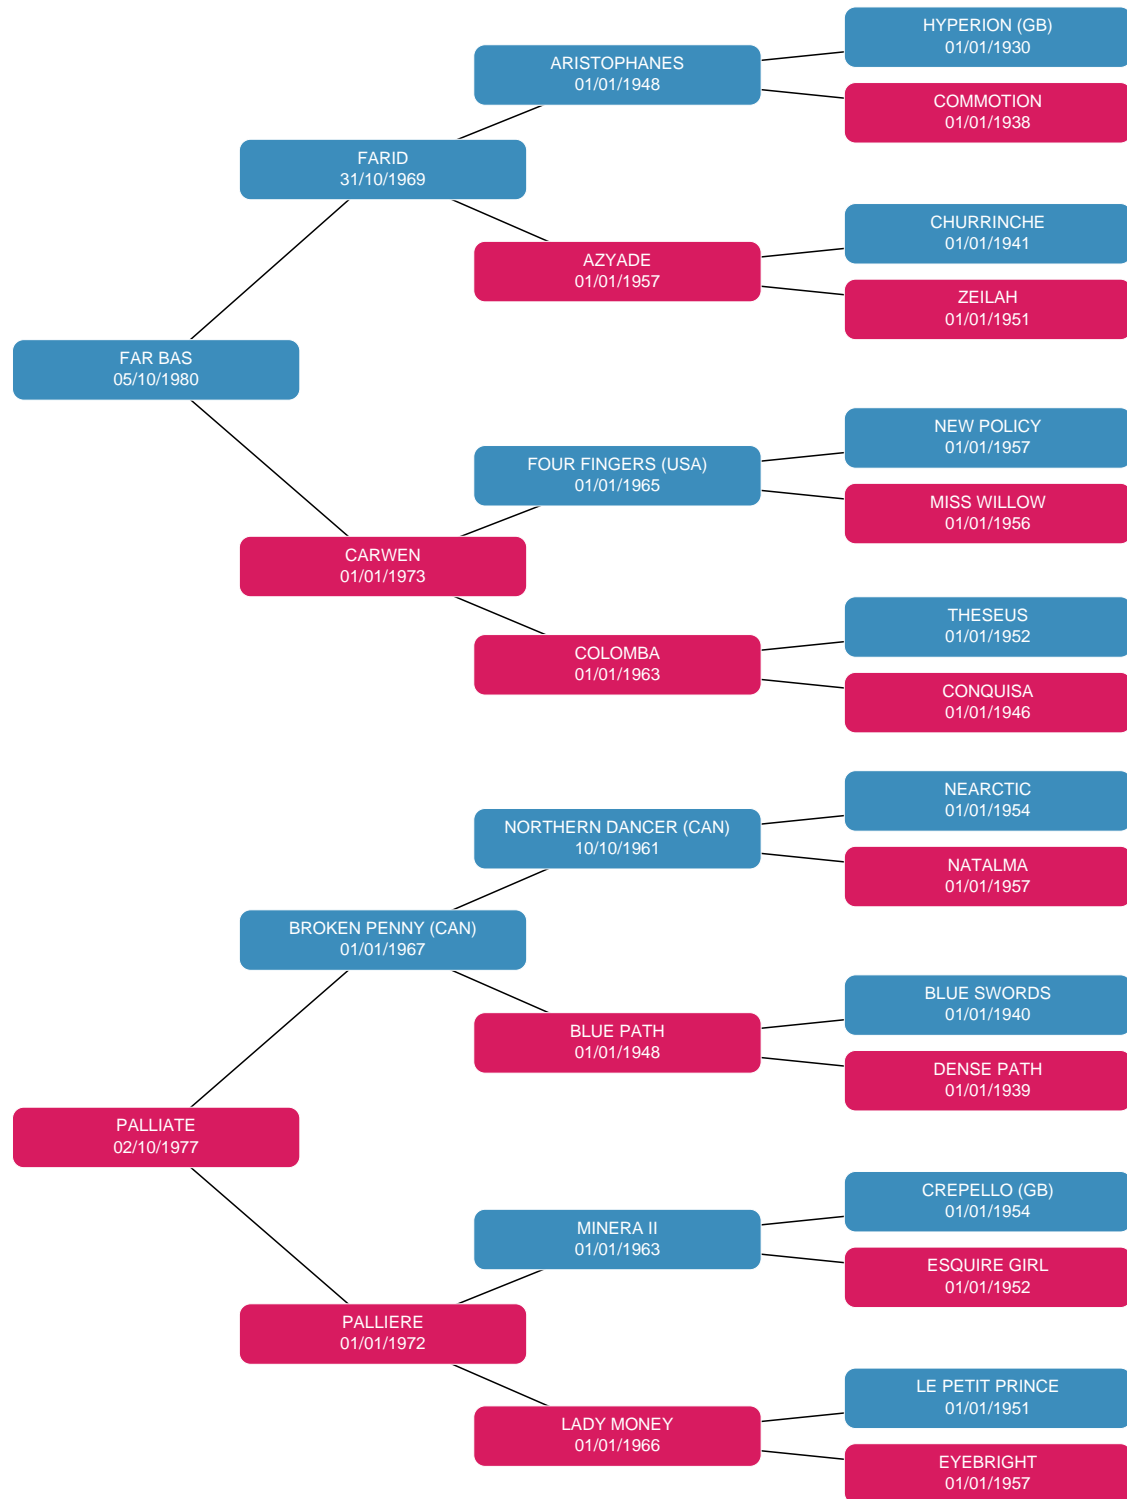 HYPERION (GB)
01/01/1930
ARISTOPHANES
01/01/1948
COMMOTION
01/01/1938
FARID
31/10/1969
CHURRINCHE
01/01/1941
AZYADE
01/01/1957
ZEILAH
01/01/1951
FAR BAS
05/10/1980
NEW POLICY
01/01/1957
FOUR FINGERS (USA)
01/01/1965
MISS WILLOW
01/01/1956
CARWEN
01/01/1973
THESEUS
01/01/1952
COLOMBA
01/01/1963
CONQUISA
01/01/1946
NEARCTIC
01/01/1954
NORTHERN DANCER (CAN)
10/10/1961
NATALMA
01/01/1957
BROKEN PENNY (CAN)
01/01/1967
BLUE SWORDS
01/01/1940
BLUE PATH
01/01/1948
DENSE PATH
01/01/1939
PALLIATE
02/10/1977
CREPELLO (GB)
01/01/1954
MINERA II
01/01/1963
ESQUIRE GIRL
01/01/1952
PALLIERE
01/01/1972
LE PETIT PRINCE
01/01/1951
LADY MONEY
01/01/1966
EYEBRIGHT
01/01/1957